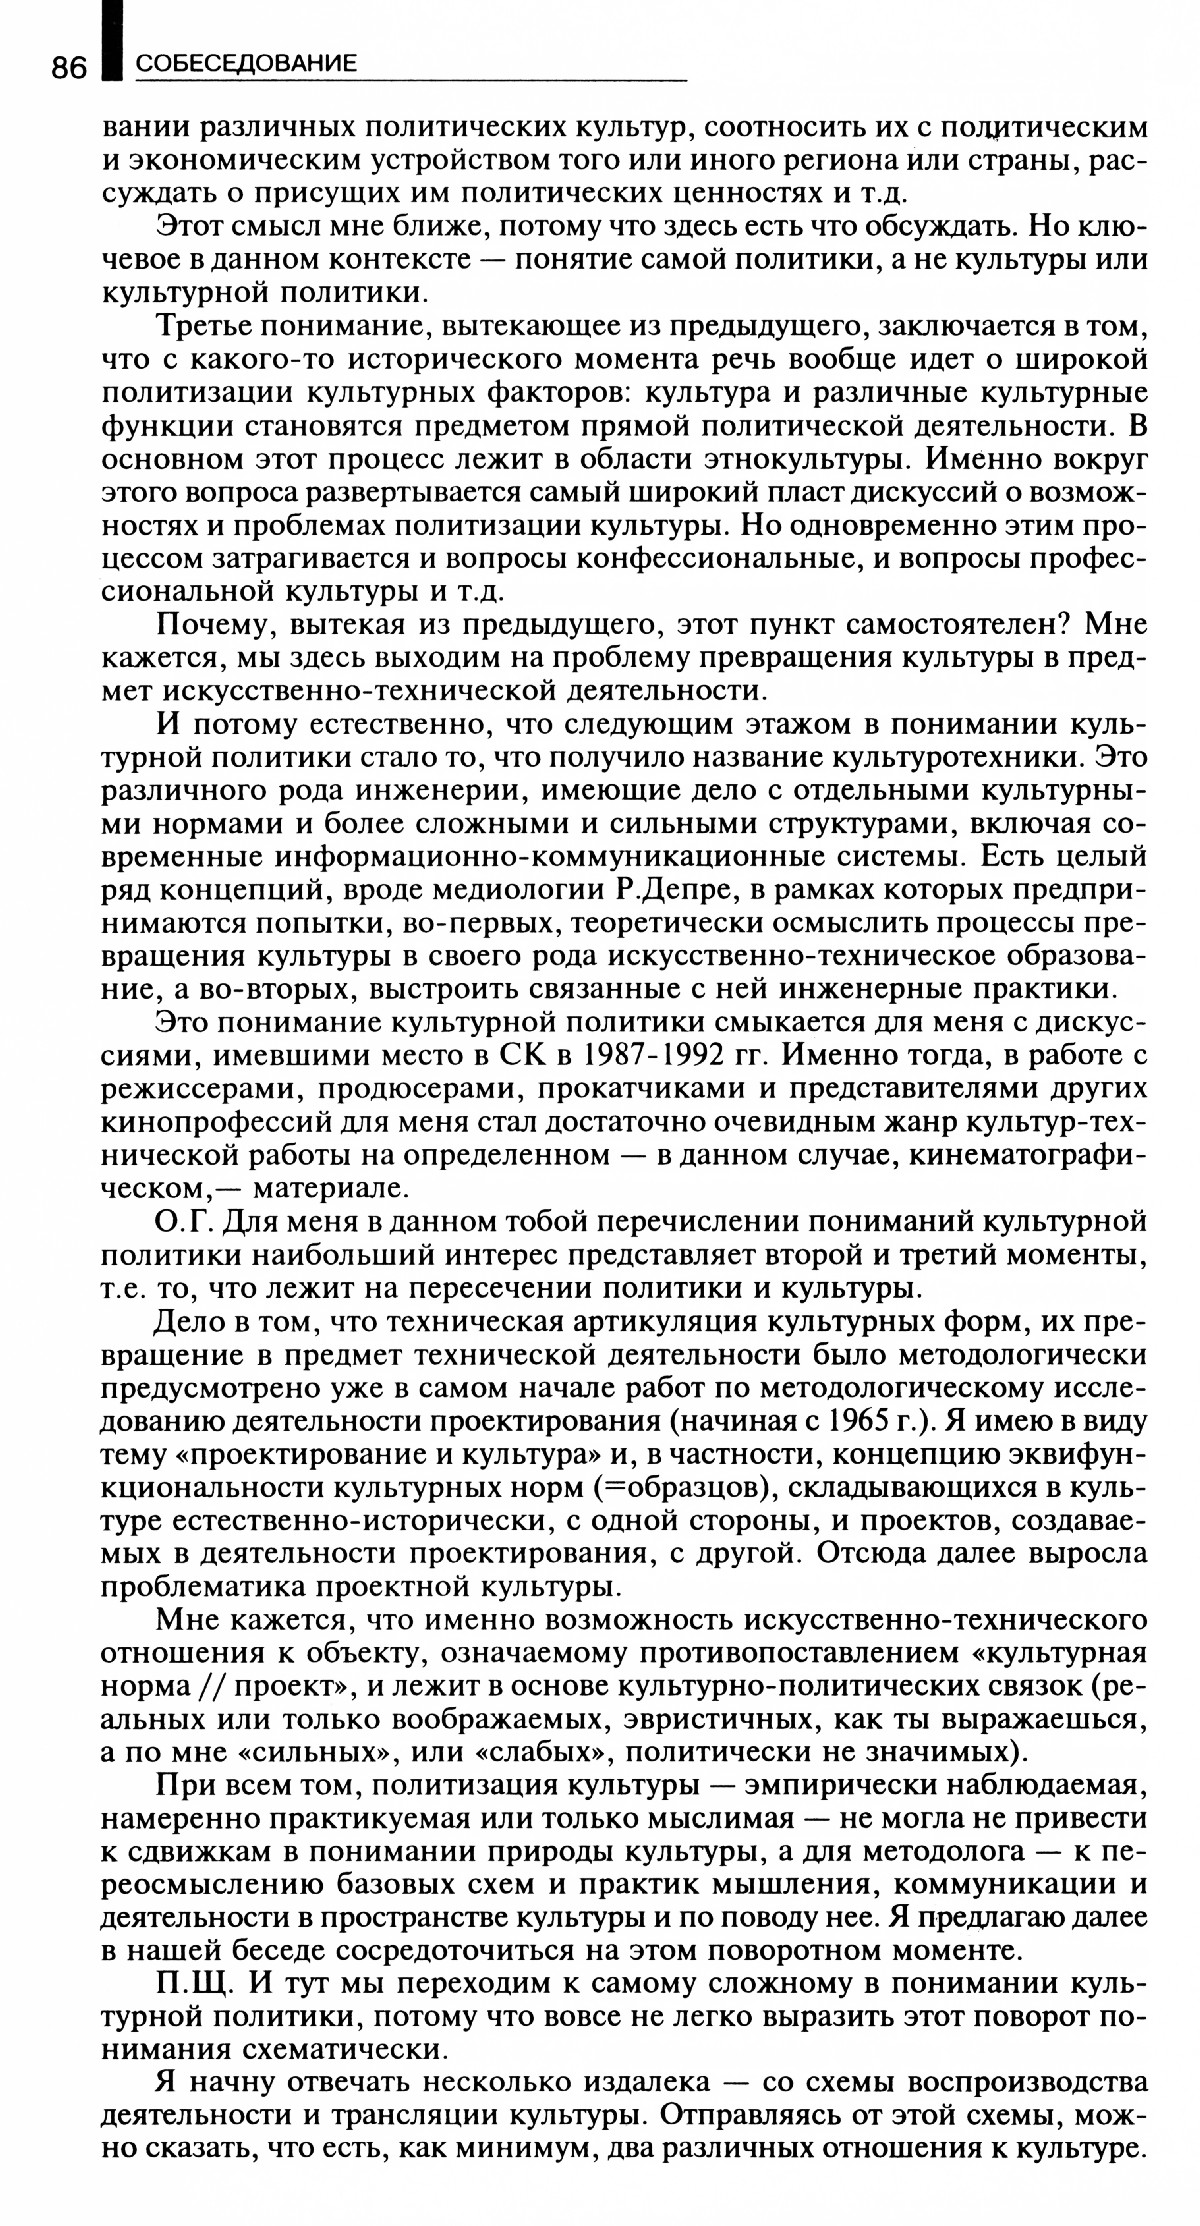 86 СОБЕСЕДОВАНИЕ
вании различных политических культур, соотносить их с политическим
и экономическим устройством того или иного региона или страны, рас-
суждать о присущих им политических ценностях и т.д.
Этот смысл мне ближе, потому что здесь есть что обсуждать. Но клю-
чевое в данном контексте — понятие самой политики, а не культуры или
культурной политики.
Третье понимание, вытекающее из предыдущего, заключается в том,
что с какого-то исторического момента речь вообще идет о широкой
политизации культурных факторов: культура и различные культурные
функции становятся предметом прямой политической деятельности. В
основном этот процесс лежит в области этнокультуры. Именно вокруг
этого вопроса развертывается самый широкий пласт дискуссий о возмож-
ностях и проблемах политизации культуры. Но одновременно этим про-
цессом затрагивается и вопросы конфессиональные, и вопросы профес-
сиональной культуры и т.д.
Почему, вытекая из предыдущего, этот пункт самостоятелен? Мне
кажется, мы здесь выходим на проблему превращения культуры в пред-
мет искусственно-технической деятельности.
И потому естественно, что следующим этажом в понимании куль-
турной политики стало то, что получило название культуротехники. Это
различного рода инженерии, имеющие дело с отдельными культурны-
ми нормами и более сложными и сильными структурами, включая со-
временные информационно-коммуникационные системы. Есть целый
ряд концепций, вроде медиологии Р.Депре, в рамках которых предпри-
нимаются попытки, во-первых, теоретически осмыслить процессы пре-
вращения культуры в своего рода искусственно-техническое образова-
ние, а во-вторых, выстроить связанные с ней инженерные практики.
Это понимание культурной политики смыкается для меня с дискус-
сиями, имевшими место в СК в 1987-1992 гг. Именно тогда, в работе с
режиссерами, продюсерами, прокатчиками и представителями других
кинопрофессий для меня стал достаточно очевидным жанр культур-тех-
нической работы на определенном — в данном случае, кинематографи-
ческом,— материале.
О.Г. Для меня в данном тобой перечислении пониманий культурной
политики наибольший интерес представляет второй и третий моменты,
т.е. то, что лежит на пересечении политики и культуры.
Дело в том, что техническая артикуляция культурных форм, их пре-
вращение в предмет технической деятельности было методологически
предусмотрено уже в самом начале работ по методологическому иссле-
дованию деятельности проектирования (начиная с 1965 г.). Я имею в виду
тему «проектирование и культура» и, в частности, концепцию эквифун-
кциональности культурных норм (=образцов), складывающихся в куль-
туре естественно-исторически, с одной стороны, и проектов, создавае-
мых в деятельности проектирования, с другой. Отсюда далее выросла
проблематика проектной культуры.
Мне кажется, что именно возможность искусственно-технического
отношения к объекту, означаемому противопоставлением «культурная
норма // проект», и лежит в основе культурно-политических связок (ре-
альных или только воображаемых, эвристичных, как ты выражаешься,
а по мне «сильных», или «слабых», политически не значимых).
При всем том, политизация культуры — эмпирически наблюдаемая,
намеренно практикуемая или только мыслимая — не могла не привести
к сдвижкам в понимании природы культуры, а для методолога — к пе-
реосмыслению базовых схем и практик мышления, коммуникации и
деятельности в пространстве культуры и по поводу нее. Я предлагаю далее
в нашей беседе сосредоточиться на этом поворотном моменте.
П.Щ. И тут мы переходим к самому сложному в понимании куль-
турной политики, потому что вовсе не легко выразить этот поворот по-
нимания схематически.
Я начну отвечать несколько издалека — со схемы воспроизводства
деятельности и трансляции культуры. Отправляясь от этой схемы, мож-
но сказать, что есть, как минимум, два различных отношения к культуре.